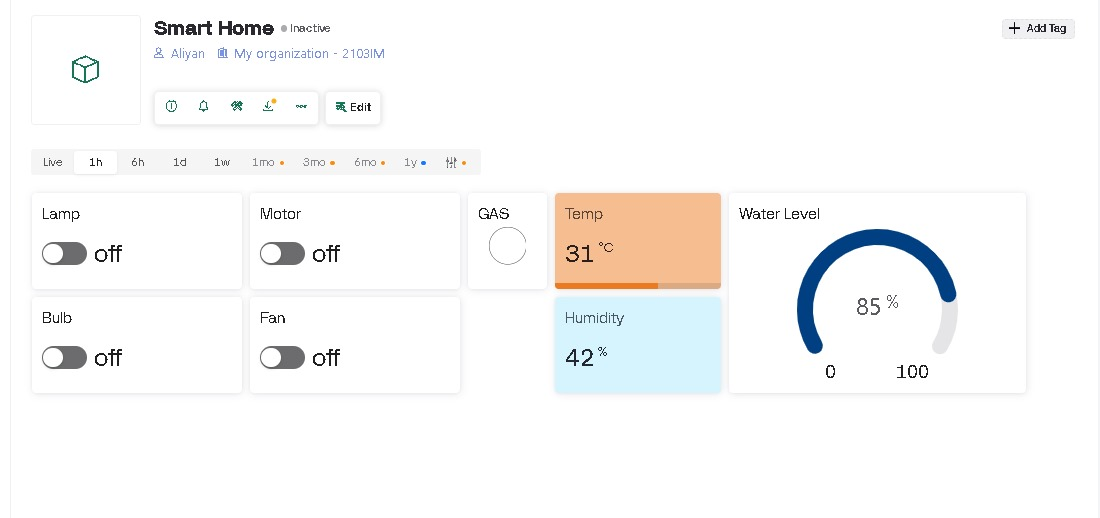 Smart Home Inactive
Aliyan My organization - 2103IM
Add Tag
Edit
Live 1h 6h 1d 1w 1mo 3mo 6mo 1y
Lamp
off
Motor
off
GAS
Temp
31 °C
Water Level
85 %
0 100
Bulb
off
Fan
off
Humidity
42 %